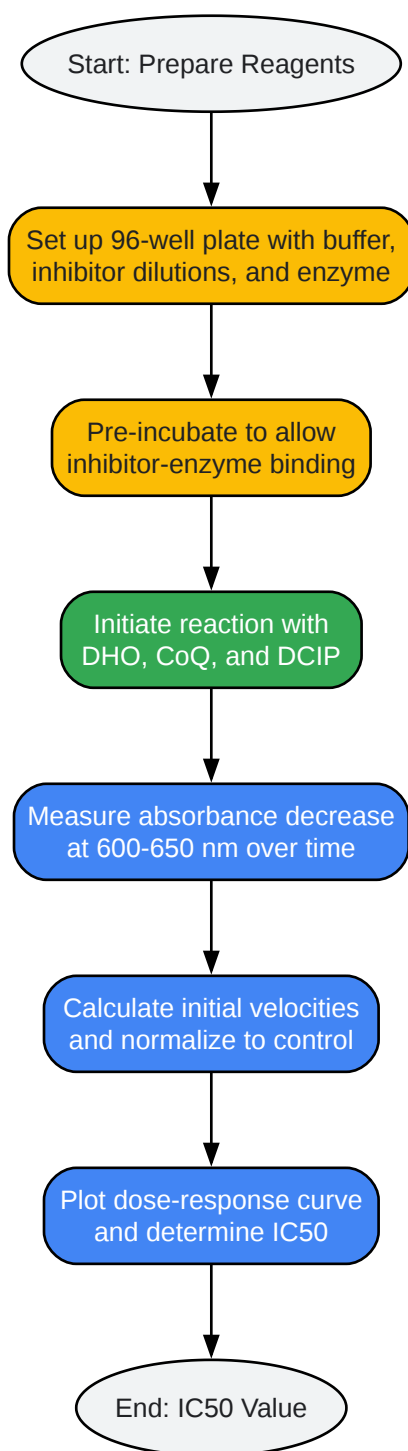 Start: Prepare Reagents
Set up 96-well plate with buffer,
inhibitor dilutions, and enzyme
Pre-incubate to allow
inhibitor-enzyme binding
Initiate reaction with
DHO, CoQ, and DCIP
Measure absorbance decrease
at 600-650 nm over time
Calculate initial velocities
and normalize to control
Plot dose-response curve
and determine IC50
End: IC50 Value